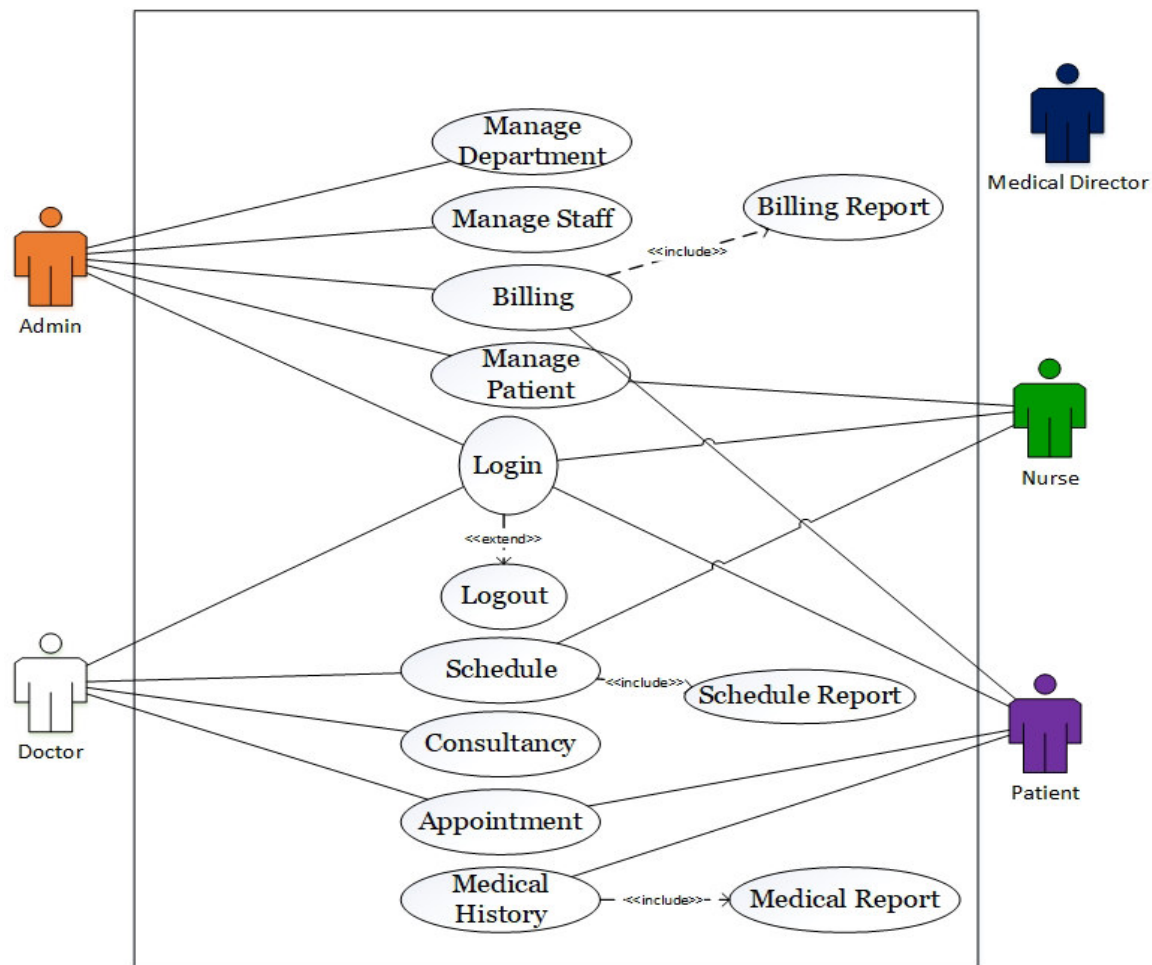 Manage
Department
Medical Director
Manage Staff
Billing Report
<<include>>
Billing
Admin
Manage
Patient
Login
Nurse
<<extend>>
Logout
Schedule
<<include>>
Schedule Report
Doctor
Consultancy
Patient
Appointment
Medical
History
<<include>>
Medical Report